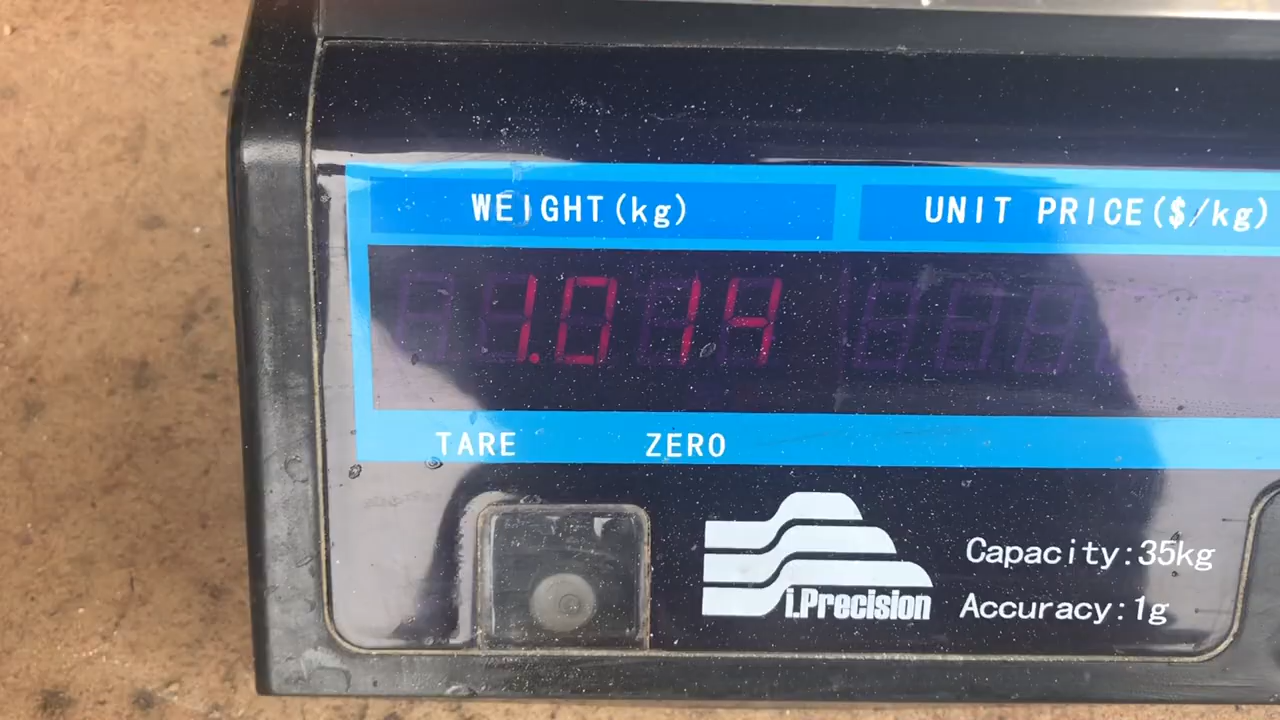 WEIGHT(kg) UNIT PRICE($/kg)
1.014
TARE ZERO
i.Precision
Capacity:35kg
Accuracy:1g